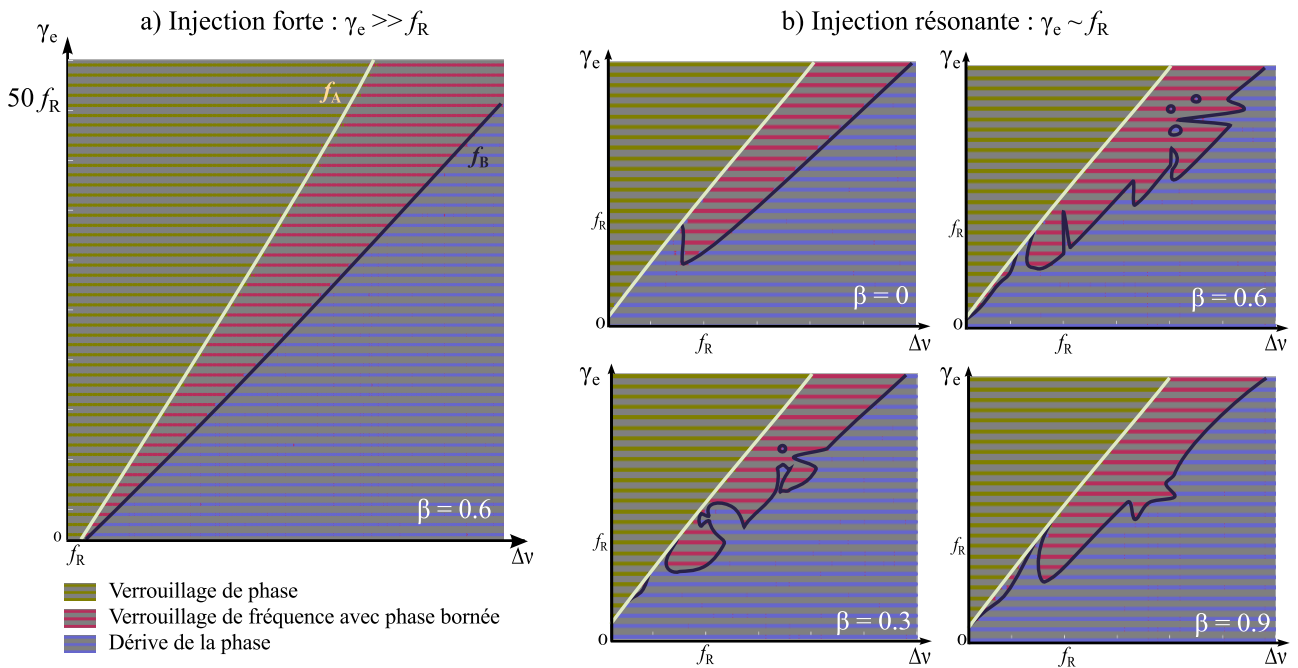 a) Injection forte : γe >> fR
γe
50 fR
fA
fB
β = 0.6
0
fR
Δν
Verrouillage de phase
Verrouillage de fréquence avec phase bornée
Dérive de la phase
b) Injection résonante : γe ~ fR
γe
fR
β = 0
0
fR
Δν
γe
fR
β = 0.6
0
fR
Δν
γe
fR
β = 0.3
0
fR
Δν
γe
fR
β = 0.9
0
fR
Δν